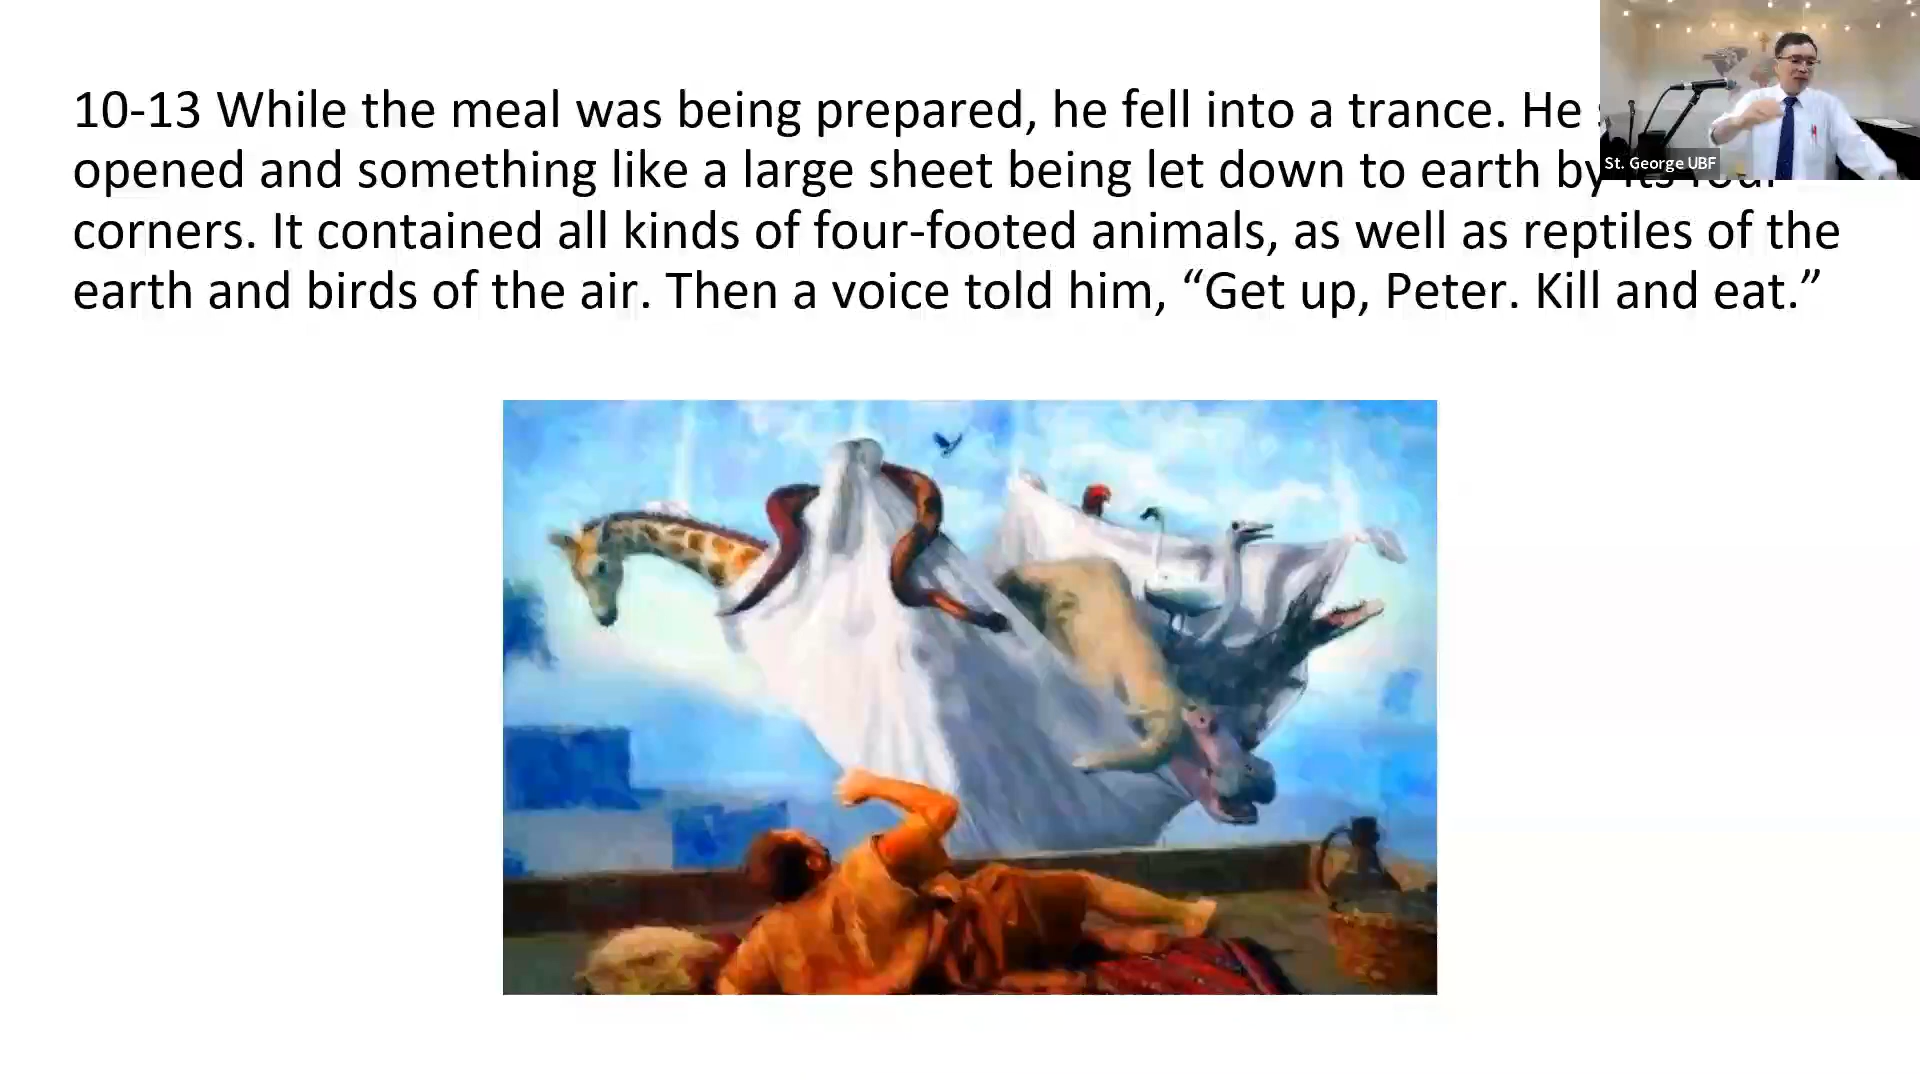 10-13 While the meal was being prepared, he fell into a trance. He
opened and something like a large sheet being let down to earth by its four
corners. It contained all kinds of four-footed animals, as well as reptiles of the
earth and birds of the air. Then a voice told him, “Get up, Peter. Kill and eat.”
St. George UBF